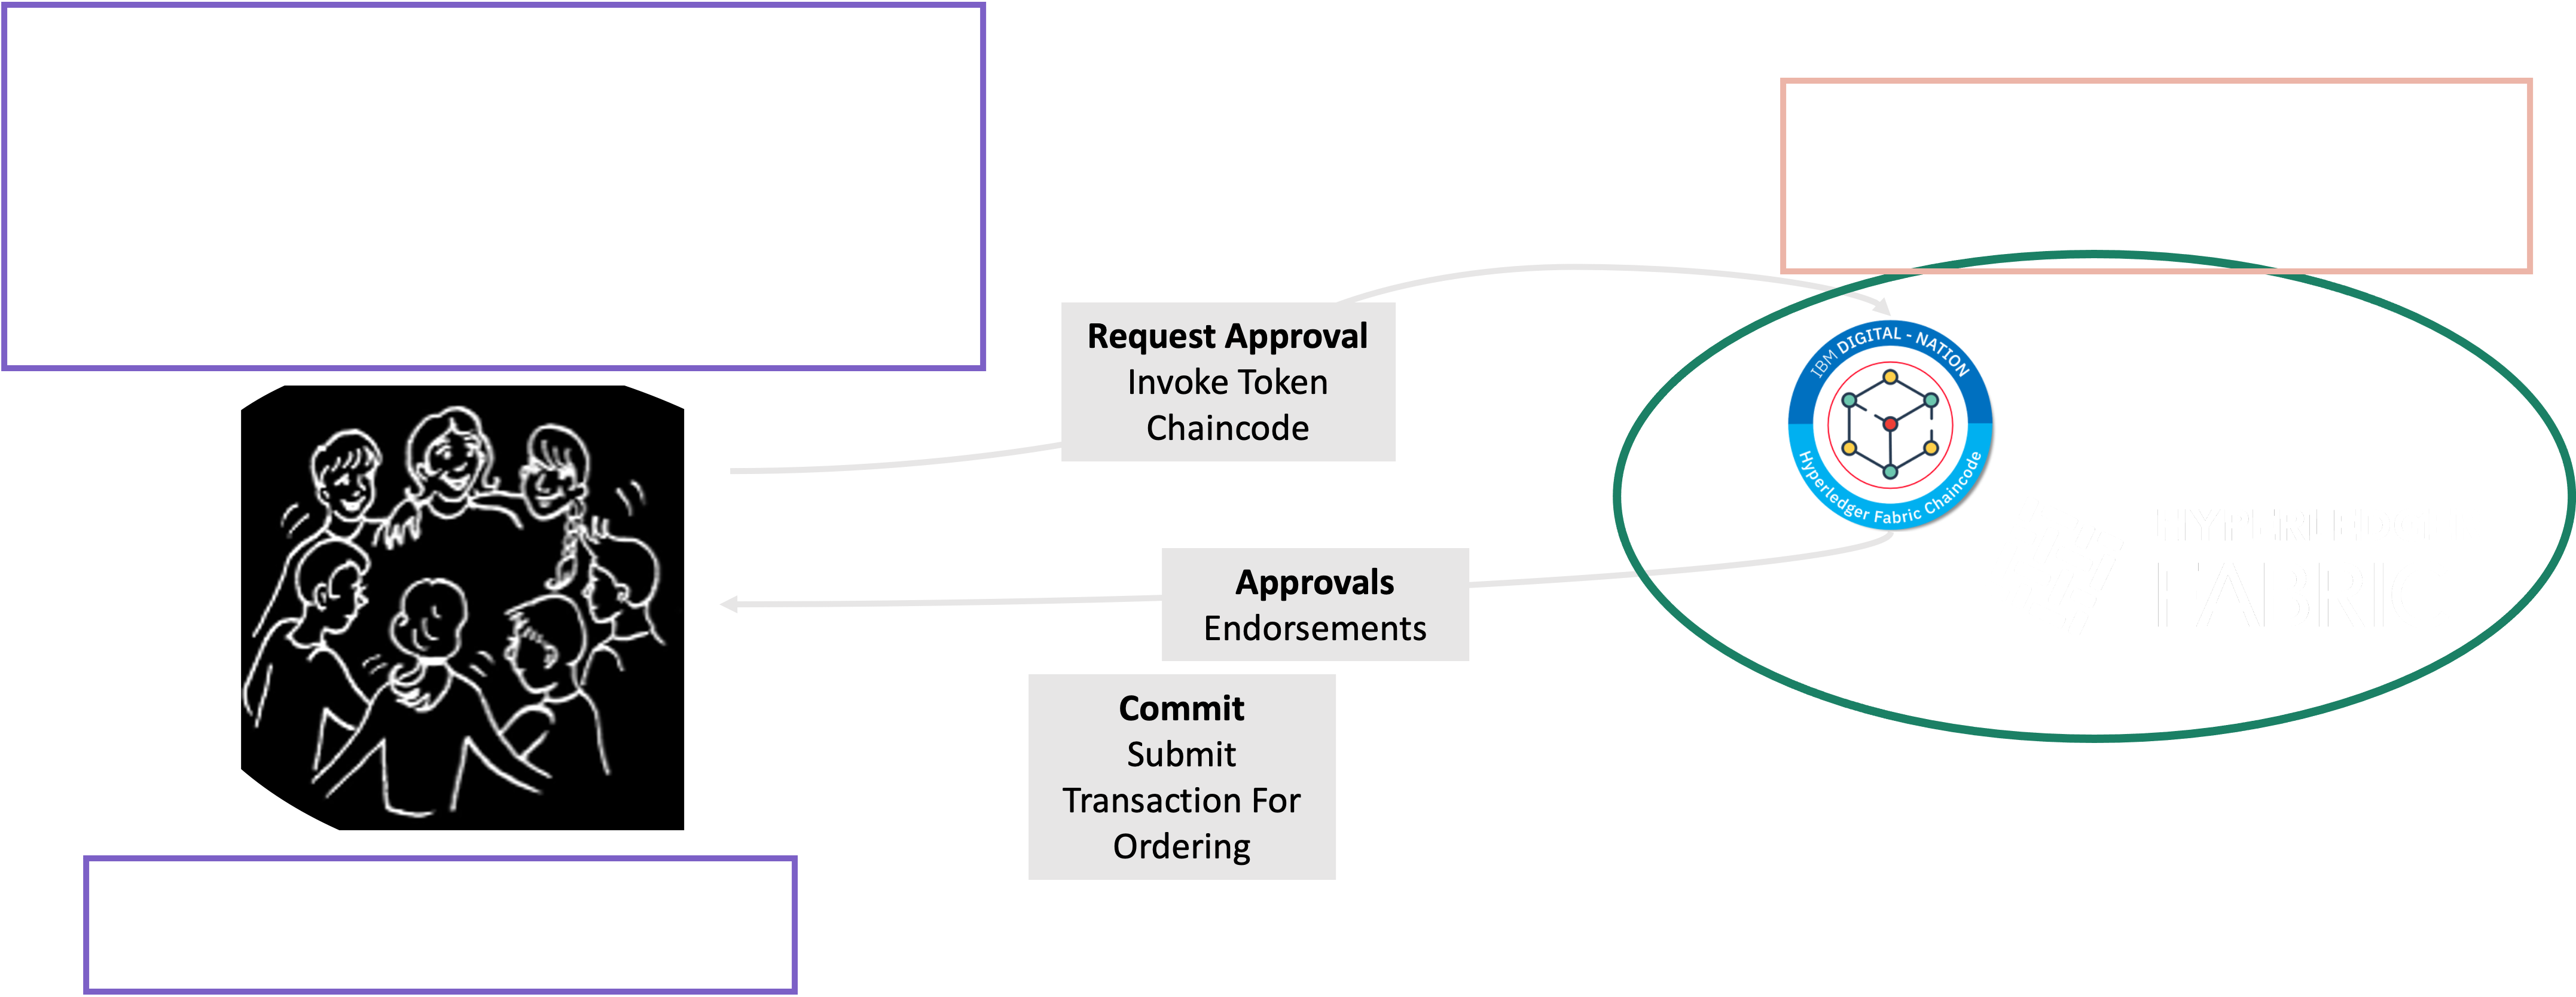 Request Approval
Invoke Token
Chaincode
IBM DIGITAL - NATION
Hyperledger Fabric Chaincode
HYPERLEDGER
FABRIC
Approvals
Endorsements
Commit
Submit
Transaction For
Ordering